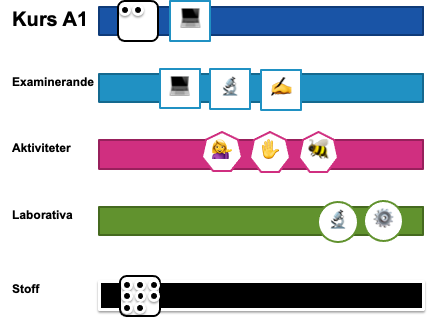 Kurs A1
Examinerande
Aktiviteter
Laborativa
Stoff